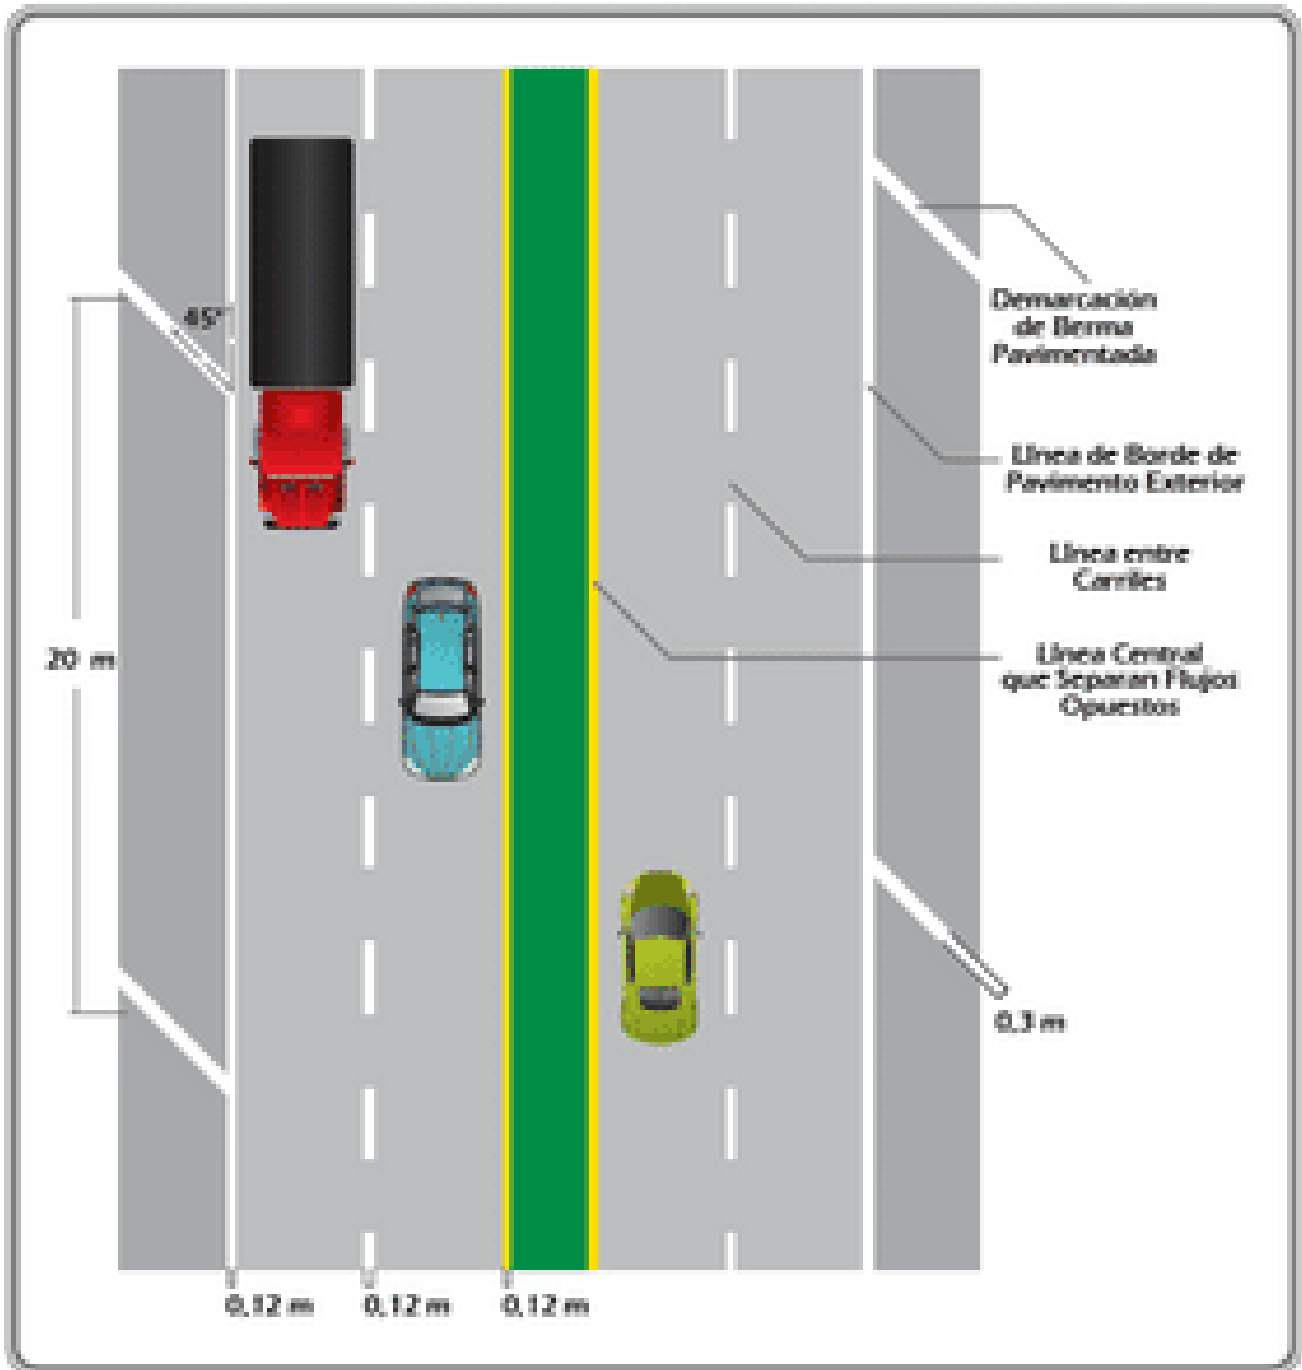 45°
Demarcación
de Berma
Pavimentada
Línea de Borde de
Pavimento Exterior
Línea entre
Carriles
20 m
Línea Central
que Separan Flujos
Opuestos
0,3 m
0,12 m
0,12 m
0,12 m